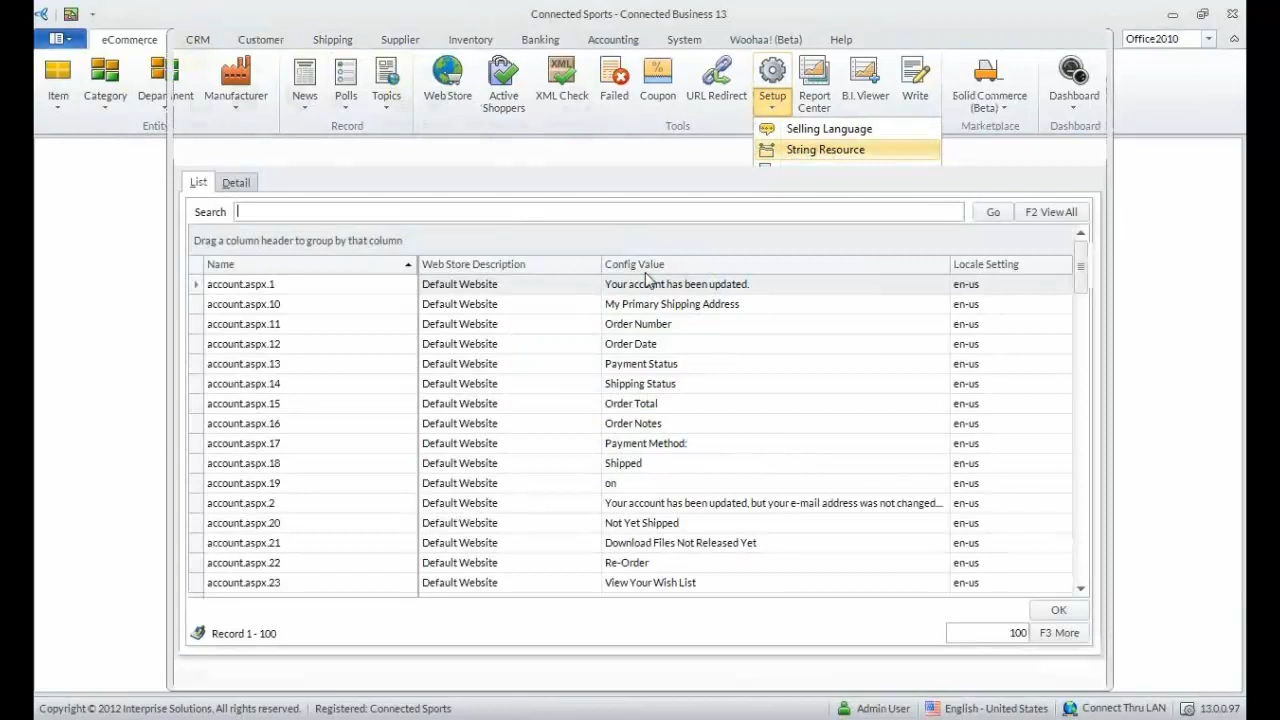 Connected Sports - Connected Business 13
eCommerce CRM Customer Shipping Supplier Inventory Banking Accounting System Wooha! (Beta) Help Office2010
Item Category Department Manufacturer News Polls Topics Web Store Active Shoppers XML Check Failed Coupon URL Redirect Setup Report Center B.I. Viewer Write Solid Commerce (Beta) Dashboard
XML
Entity Record Tools Marketplace Dashboard
Selling Language
String Resource
List Detail
Search Go F2 View All
Drag a column header to group by that column
Name Web Store Description Config Value Locale Setting
account.aspx.1 Default Website Your account has been updated. en-us
account.aspx.10 Default Website My Primary Shipping Address en-us
account.aspx.11 Default Website Order Number en-us
account.aspx.12 Default Website Order Date en-us
account.aspx.13 Default Website Payment Status en-us
account.aspx.14 Default Website Shipping Status en-us
account.aspx.15 Default Website Order Total en-us
account.aspx.16 Default Website Order Notes en-us
account.aspx.17 Default Website Payment Method: en-us
account.aspx.18 Default Website Shipped en-us
account.aspx.19 Default Website on en-us
account.aspx.2 Default Website Your account has been updated, but your e-mail address was not changed... en-us
account.aspx.20 Default Website Not Yet Shipped en-us
account.aspx.21 Default Website Download Files Not Released Yet en-us
account.aspx.22 Default Website Re-Order en-us
account.aspx.23 Default Website View Your Wish List en-us
OK
Record 1 - 100 100 F3 More
Copyright © 2012 Interprise Solutions. All rights reserved. Registered: Connected Sports Admin User English - United States Connect Thru LAN 13.0.0.97